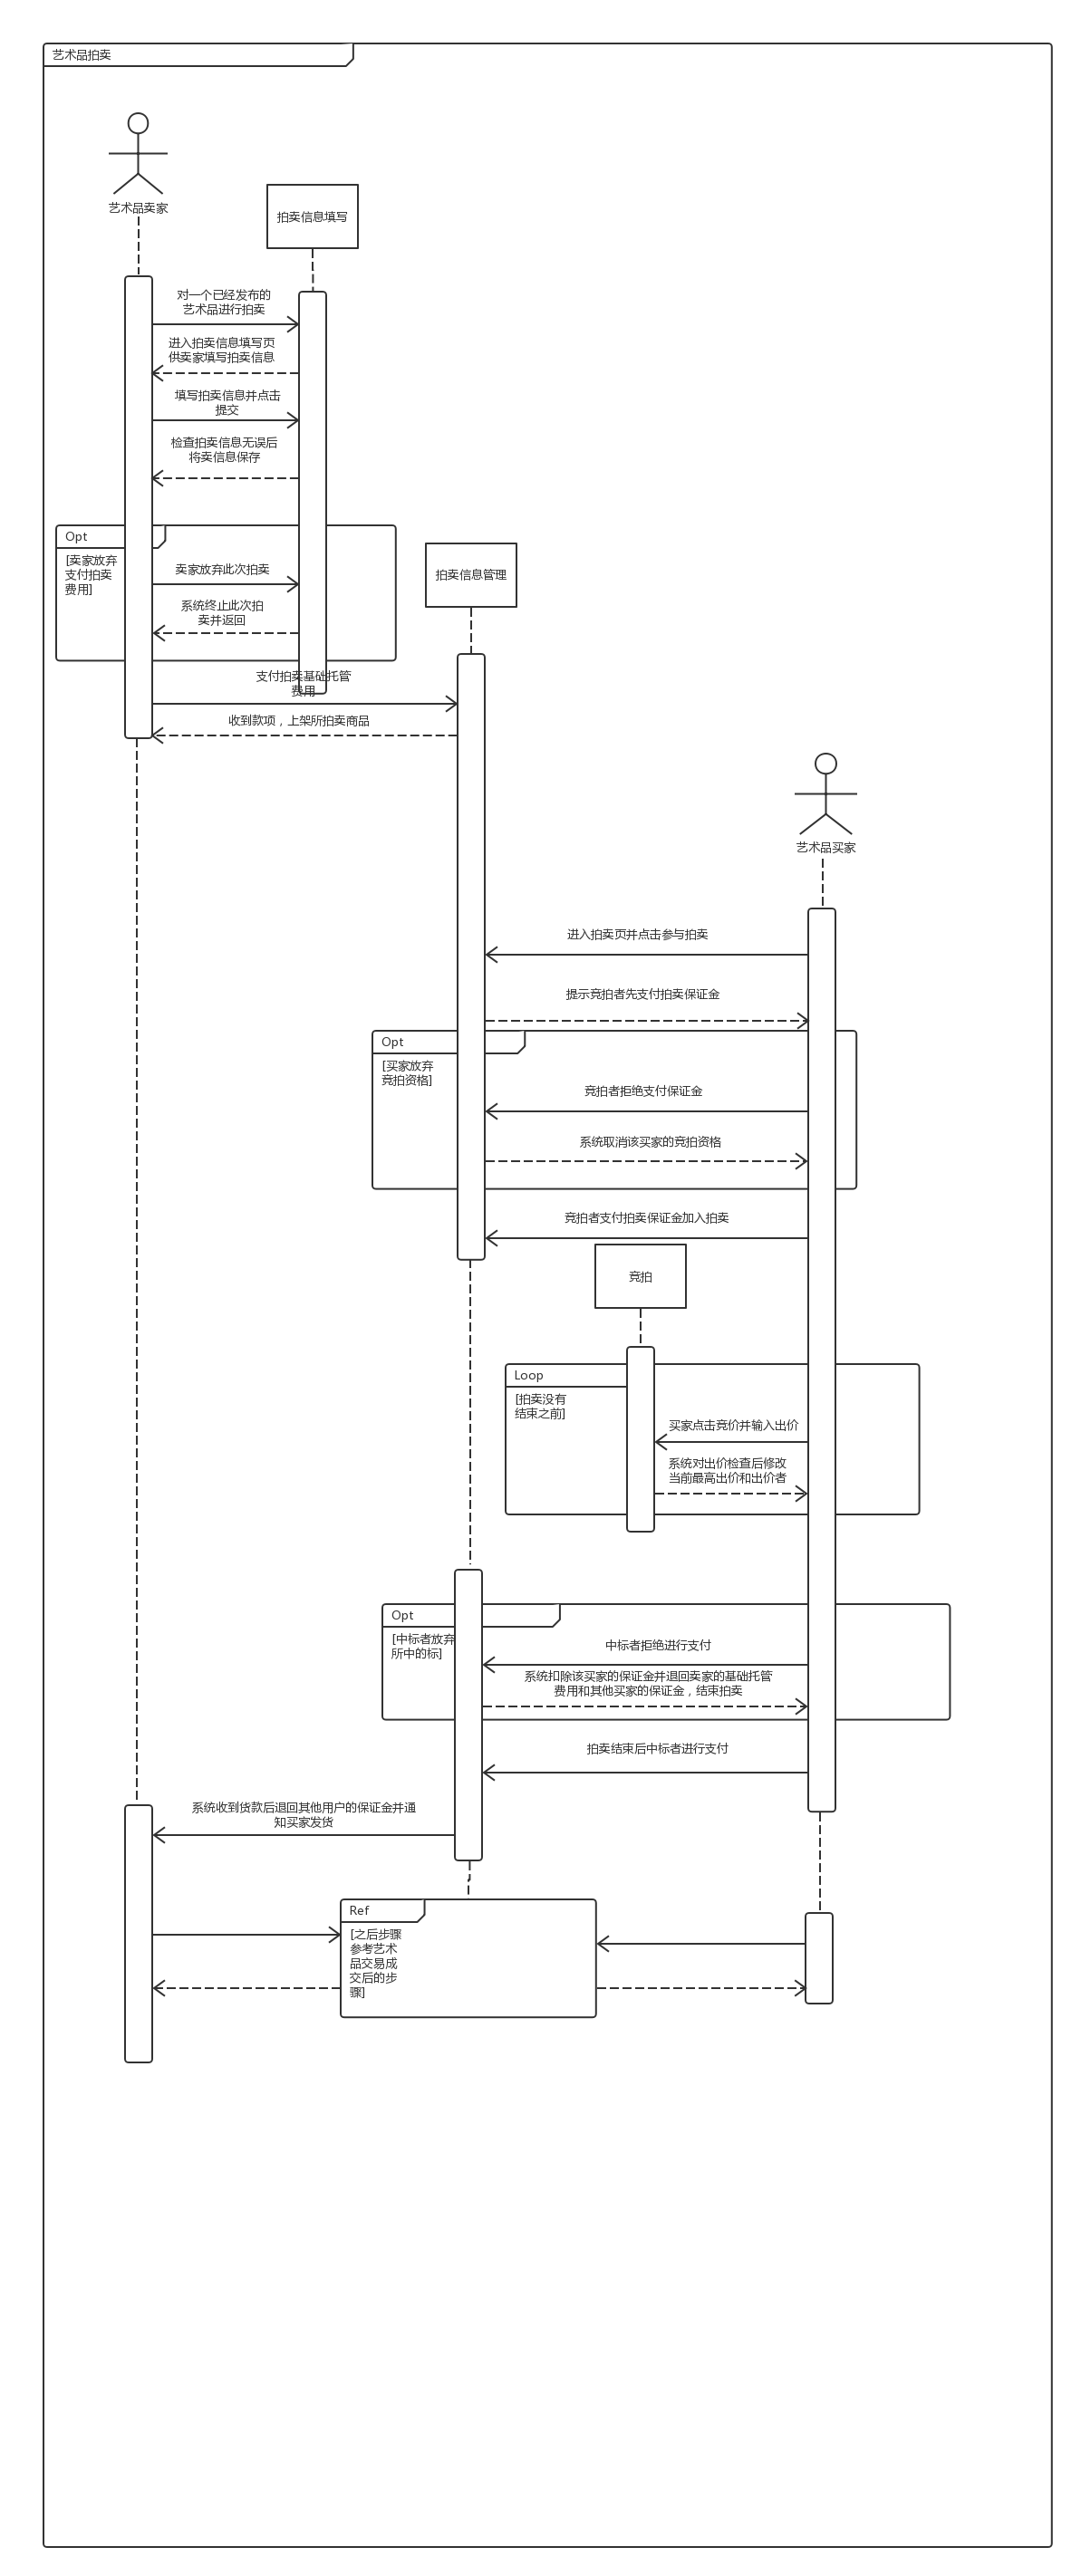 艺术品拍卖
艺术品卖家
拍卖信息填写
对一个已经发布的
艺术品进行拍卖
进入拍卖信息填写页
供卖家填写拍卖信息
填写拍卖信息并点击
提交
检查拍卖信息无误后
将卖信息保存
Opt
[卖家放弃
支付拍卖
费用]
卖家放弃此次拍卖
系统终止此次拍
卖并返回
拍卖信息管理
支付拍卖基础托管
费用
收到款项，上架所拍卖商品
艺术品买家
进入拍卖页并点击参与拍卖
提示竞拍者先支付拍卖保证金
Opt
[买家放弃
竞拍资格]
竞拍者拒绝支付保证金
系统取消该买家的竞拍资格
竞拍者支付拍卖保证金加入拍卖
竞拍
Loop
[拍卖没有
结束之前]
买家点击竞价并输入出价
系统对出价检查后修改
当前最高出价和出价者
Opt
[中标者放弃
所中的标]
中标者拒绝进行支付
系统扣除该买家的保证金并退回卖家的基础托管
费用和其他买家的保证金，结束拍卖
拍卖结束后中标者进行支付
系统收到货款后退回其他用户的保证金并通
知买家发货
Ref
[之后步骤
参考艺术
品交易成
交后的步
骤]